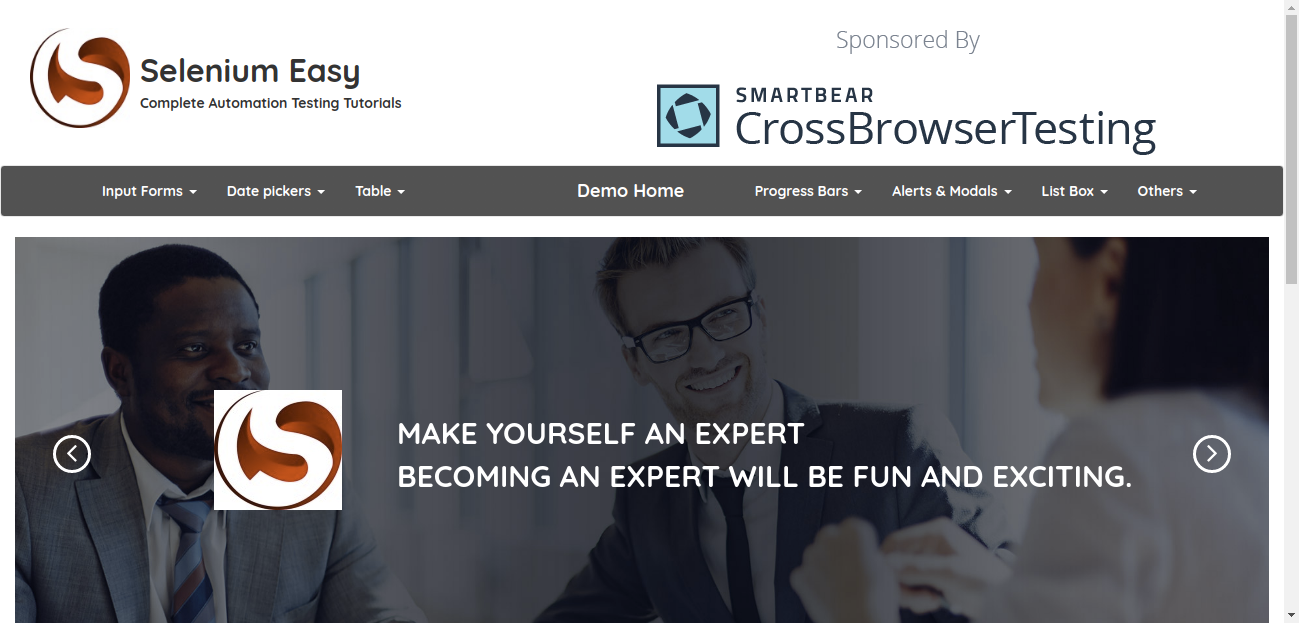 Selenium Easy
Complete Automation Testing Tutorials
Sponsored By
SMARTBEAR
CrossBrowserTesting
Input Forms
Date pickers
Table
Demo Home
Progress Bars
Alerts & Modals
List Box
Others
MAKE YOURSELF AN EXPERT
BECOMING AN EXPERT WILL BE FUN AND EXCITING.